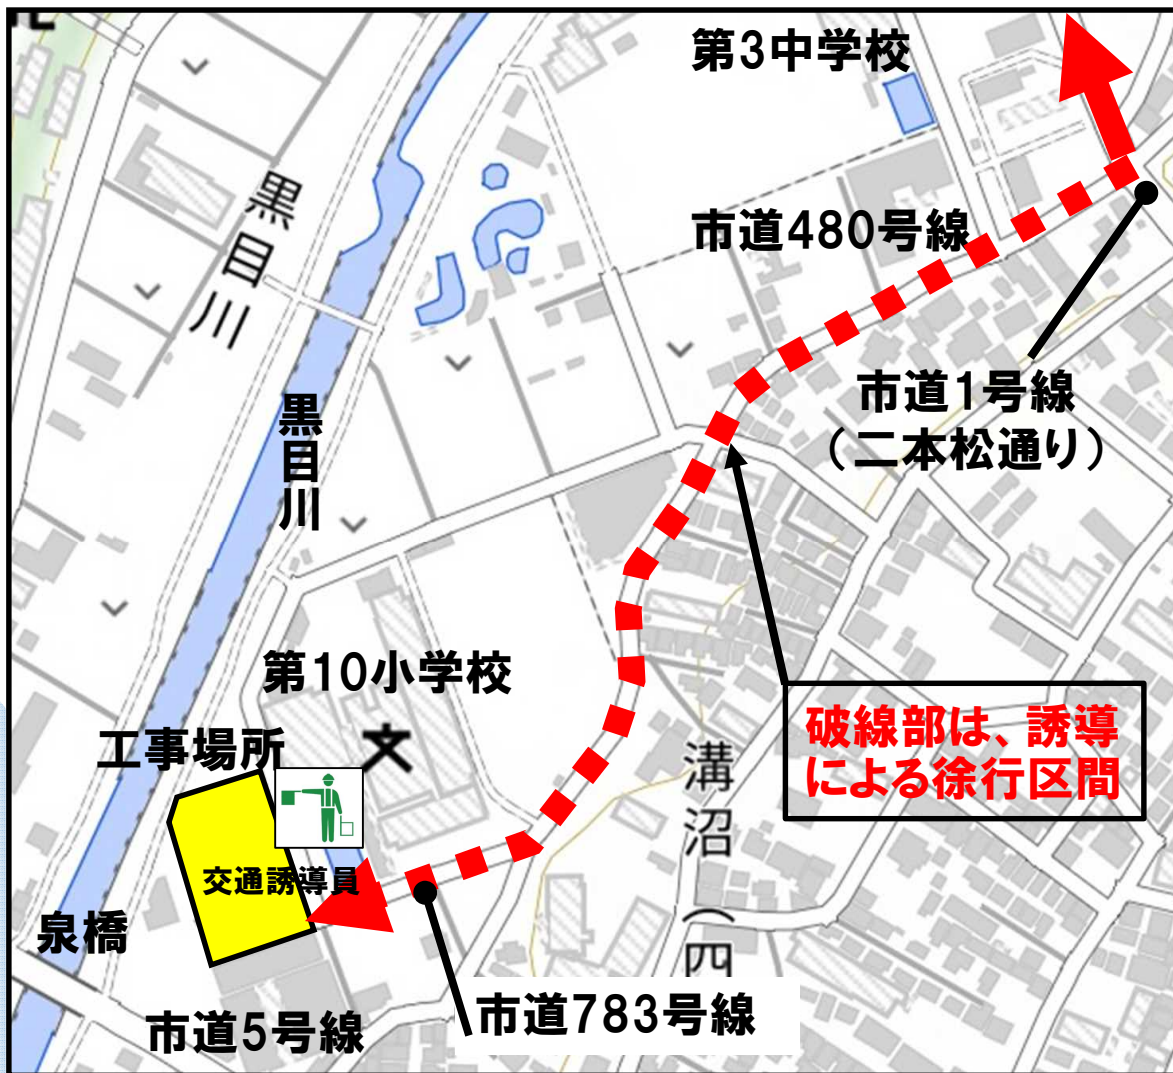 第3中学校
黒目川
市道480号線
市道1号線
(二本松通り)
黒目川
第10小学校
文
工事場所
交通誘導員
破線部は、誘導
による徐行区間
溝沼(四
泉橋
市道783号線
市道5号線